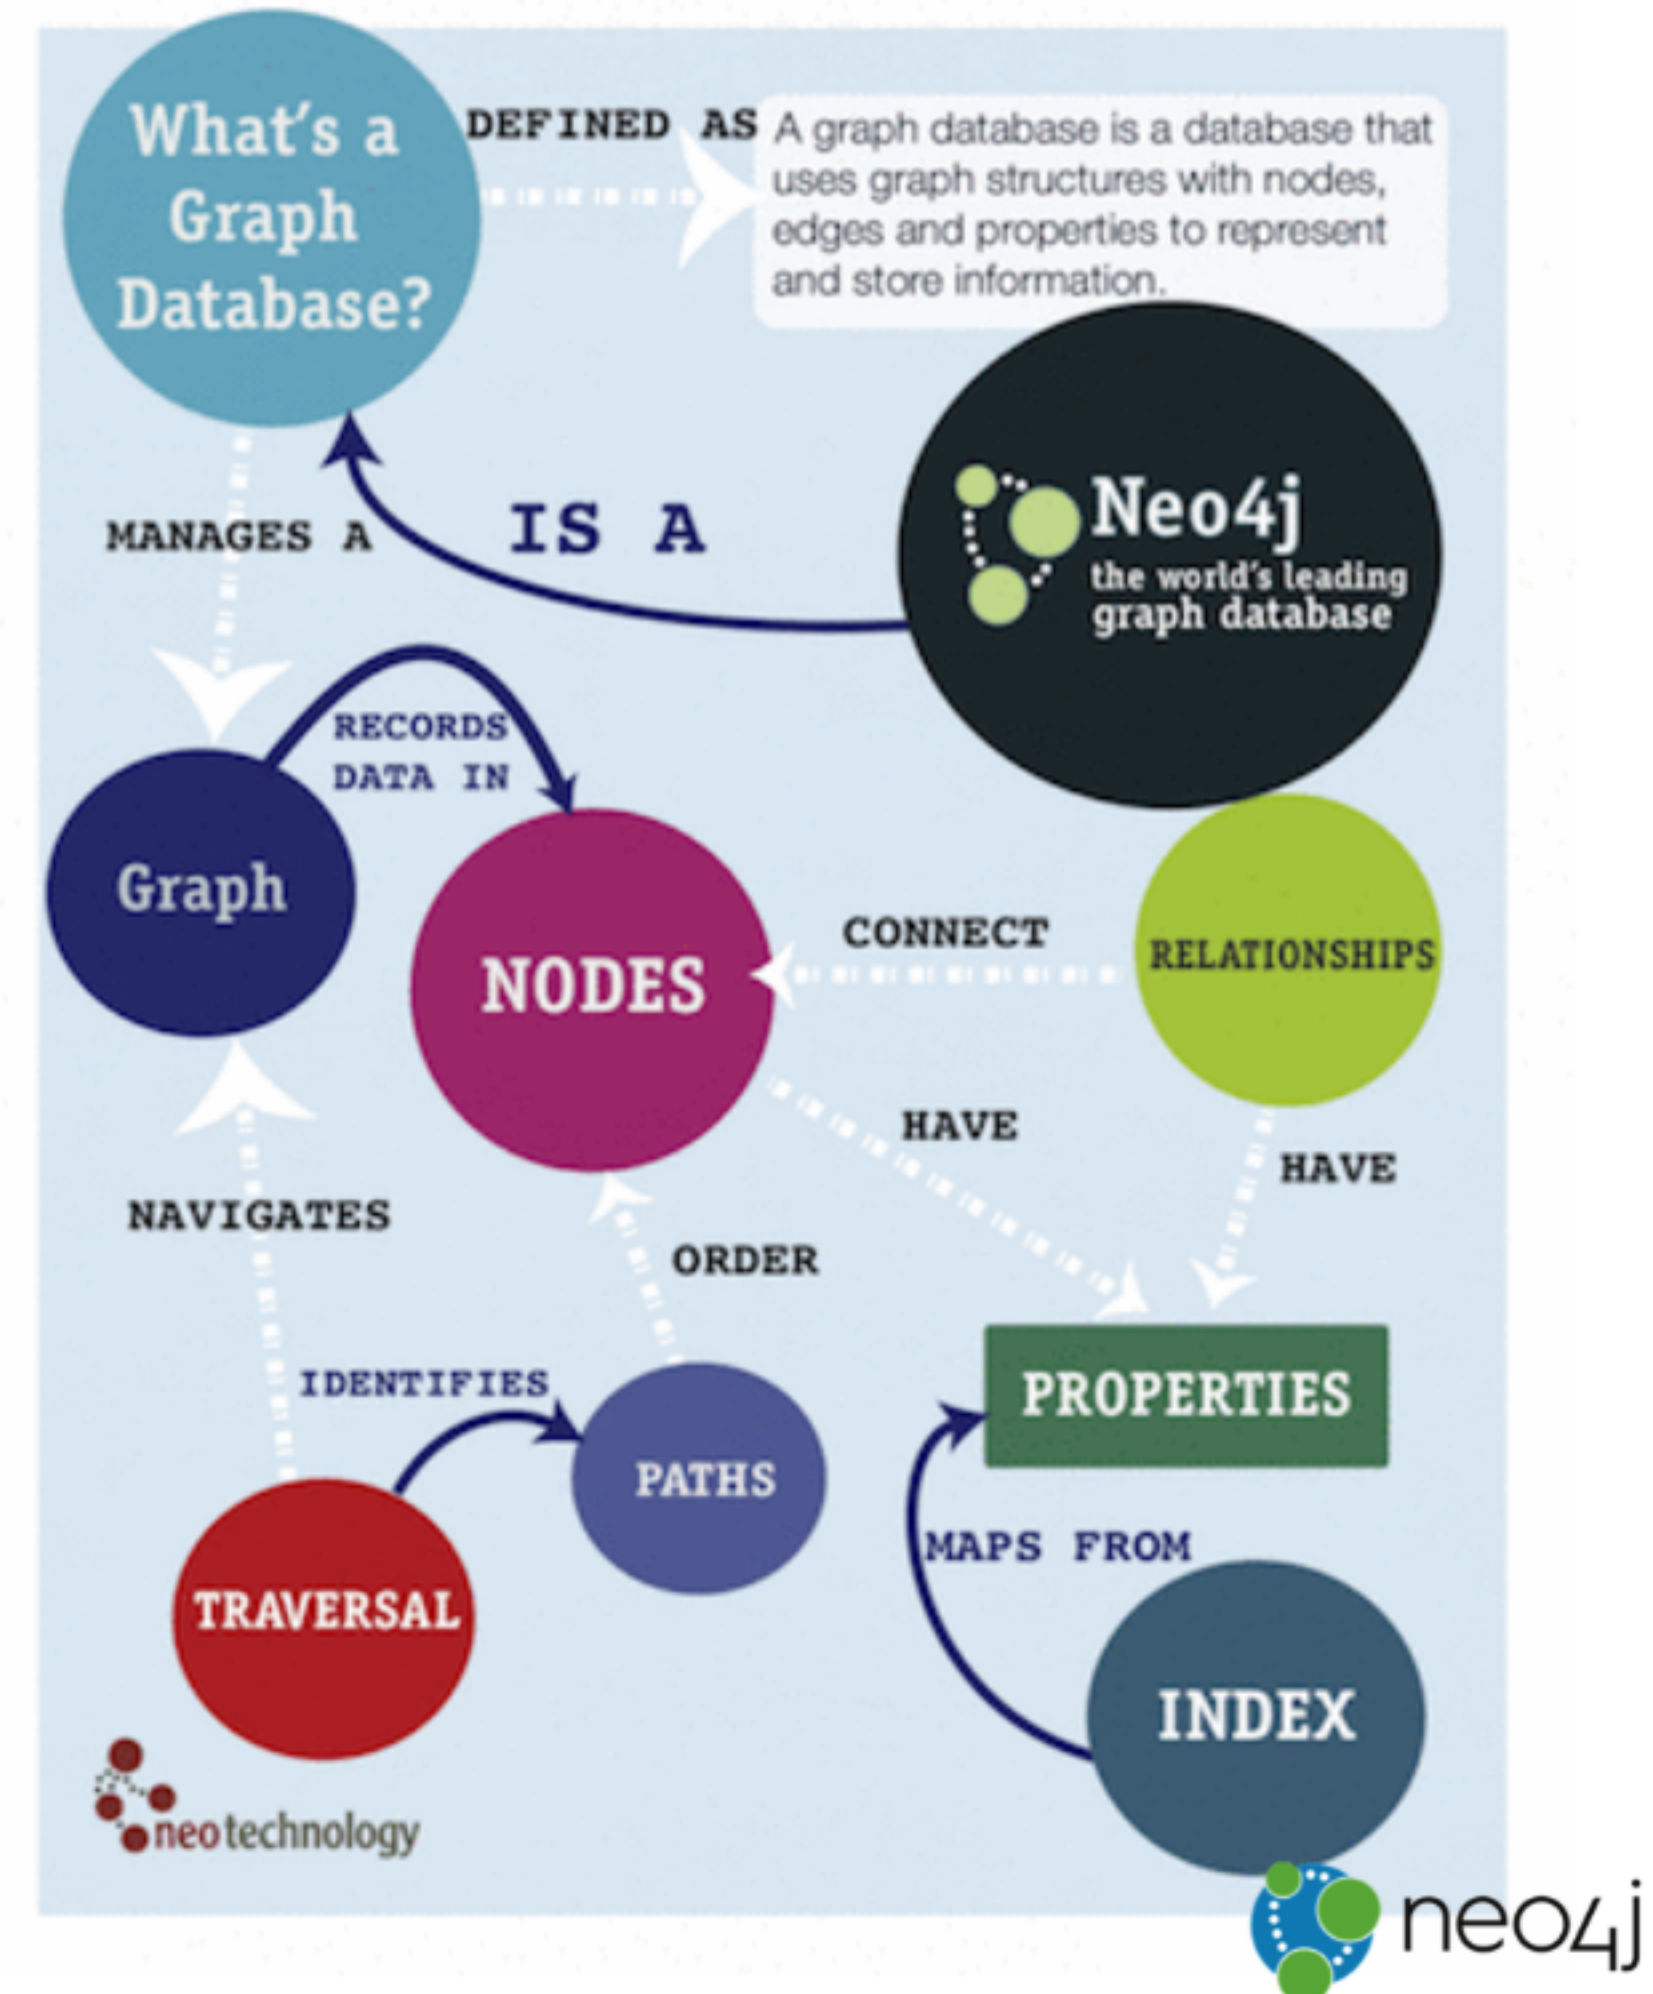 What's a
Graph
Database?
DEFINED AS
A graph database is a database that
uses graph structures with nodes,
edges and properties to represent
and store information.
Neo4j
the world's leading
graph database
IS A
MANAGES A
RECORDS
DATA IN
Graph
NODES
CONNECT
RELATIONSHIPS
HAVE
HAVE
NAVIGATES
ORDER
IDENTIFIES
PATHS
PROPERTIES
MAPS FROM
TRAVERSAL
INDEX
neotechnology
neo4j